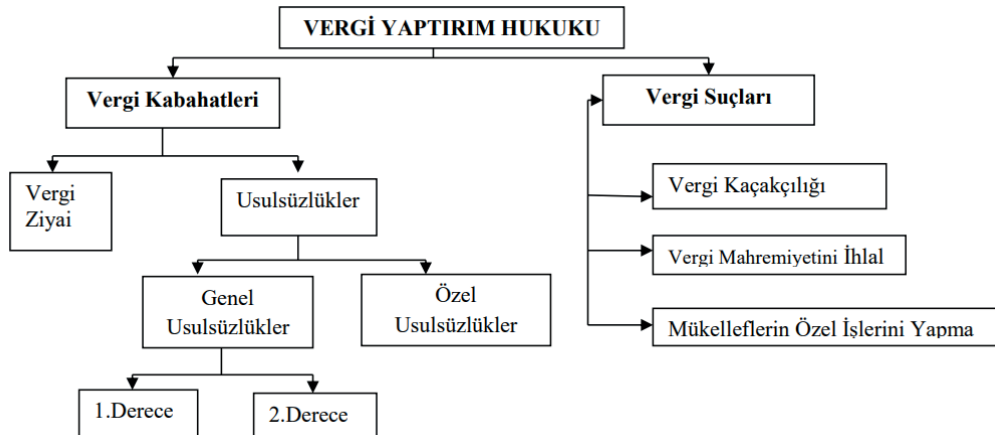 VERGİ YAPTIRIM HUKUKU
Vergi Kabahatleri
Vergi Suçları
Vergi
Ziyai
Usulsüzlükler
Vergi Kaçakçılığı
Vergi Mahremiyetini İhlal
Genel
Usulsüzlükler
Özel
Usulsüzlükler
Mükelleflerin Özel İşlerini Yapma
1.Derece
2.Derece